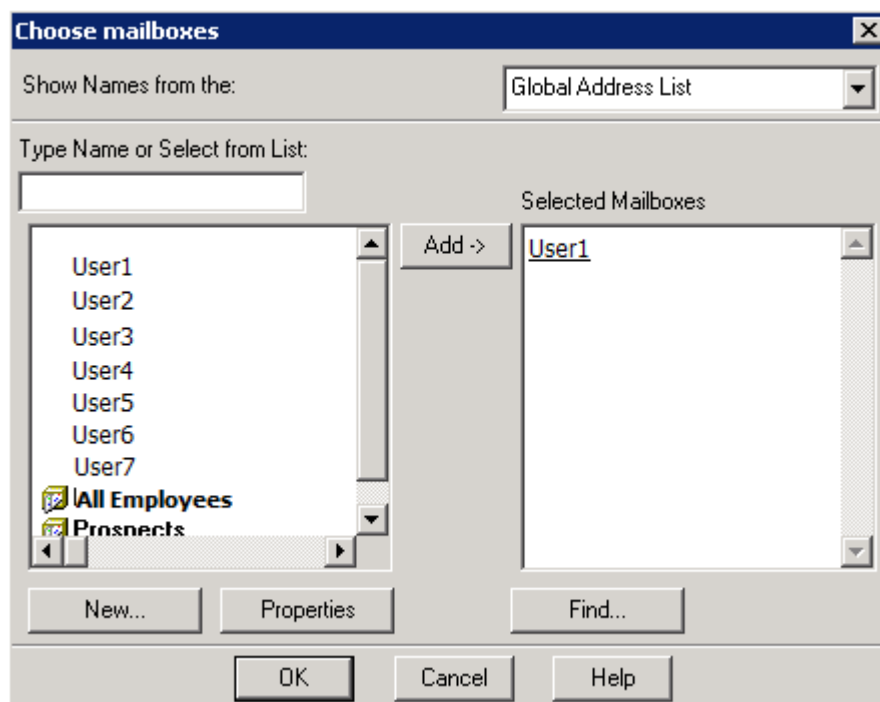 Choose mailboxes
Show Names from the:
Global Address List
Type Name or Select from List:
Selected Mailboxes
Add ->
User1
User1
User2
User3
User4
User5
User6
User7
All Employees
Prospects
New...
Properties
Find...
OK
Cancel
Help